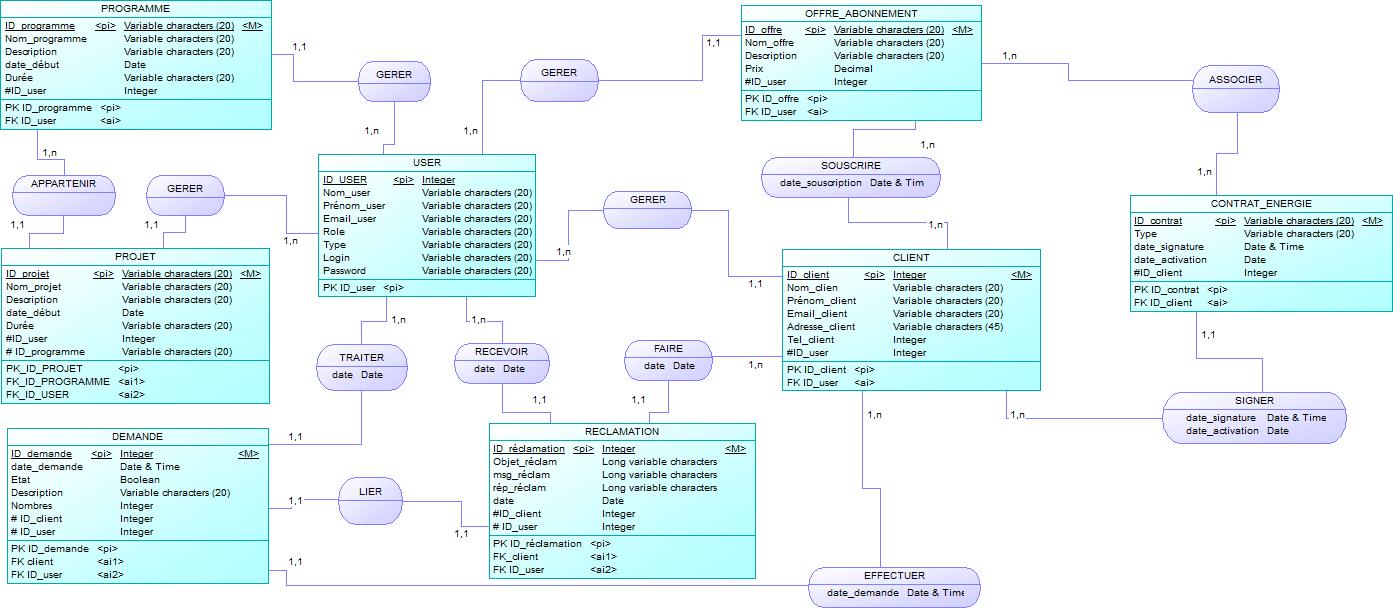 PROGRAMME
ID_programme <pi> Variable characters (20) <M>
Nom_programme Variable characters (20)
Description Variable characters (20)
date_début Date
Durée Variable characters (20)
#ID_user Integer
PK ID_programme <pi>
FK ID_user <ai>
1,1
GERER
1,n
GERER
1,n
1,1
OFFRE_ABONNEMENT
ID_offre <pi> Variable characters (20) <M>
Nom_offre Variable characters (20)
Description Variable characters (20)
Prix Decimal
#ID_user Integer
PK ID_offre <pi>
FK ID_user <ai>
1,n
ASSOCIER
1,n
1,n
APPARTENIR
1,1
GERER
1,1
1,n
USER
ID_USER <pi> Integer
Nom_user Variable characters (20)
Prénom_user Variable characters (20)
Email_user Variable characters (20)
Role Variable characters (20)
Type Variable characters (20)
Login Variable characters (20)
Password Variable characters (20)
PK ID_user <pi>
GERER
1,n
1,1
1,n
SOUSCRIRE
date_souscription Date & Tim
1,n
CONTRAT_ENERGIE
ID_contrat <pi> Variable characters (20) <M>
Type Variable characters (20)
date_signature Date & Time
date_activation Date
#ID_client Integer
PK ID_contrat <pi>
FK ID_client <ai>
PROJET
ID_projet <pi> Variable characters (20) <M>
Nom_projet Variable characters (20)
Description Variable characters (20)
date_début Date
Durée Variable characters (20)
#ID_user Integer
# ID_programme Variable characters (20)
PK_ID_PROJET <pi>
FK_ID_PROGRAMME <ai1>
FK_ID_USER <ai2>
CLIENT
ID_client <pi> Integer <M>
Nom_clien Variable characters (20)
Prénom_client Variable characters (20)
Email_client Variable characters (20)
Adresse_client Variable characters (45)
Tel_client Integer
#ID_user Integer
PK ID_client <pi>
FK ID_user <ai>
1,n
TRAITER
date Date
1,1
1,n
RECEVOIR
date Date
1,1
FAIRE
date Date
1,n
1,1
1,1
SIGNER
date_signature Date & Time
date_activation Date
1,n
DEMANDE
ID_demande <pi> Integer <M>
date_demande Date & Time
Etat Boolean
Description Variable characters (20)
Nombres Integer
# ID_client Integer
# ID_user Integer
PK ID_demande <pi>
FK client <ai1>
FK ID_user <ai2>
1,1
LIER
1,1
RECLAMATION
ID_réclamation <pi> Integer <M>
Objet_réclam Long variable characters
msg_réclam Long variable characters
rép_réclam Long variable characters
date Date
#ID_client Integer
# ID_user Integer
PK ID_réclamation <pi>
FK_client <ai1>
FK ID_user <ai2>
1,n
1,1
EFFECTUER
date_demande Date & Time